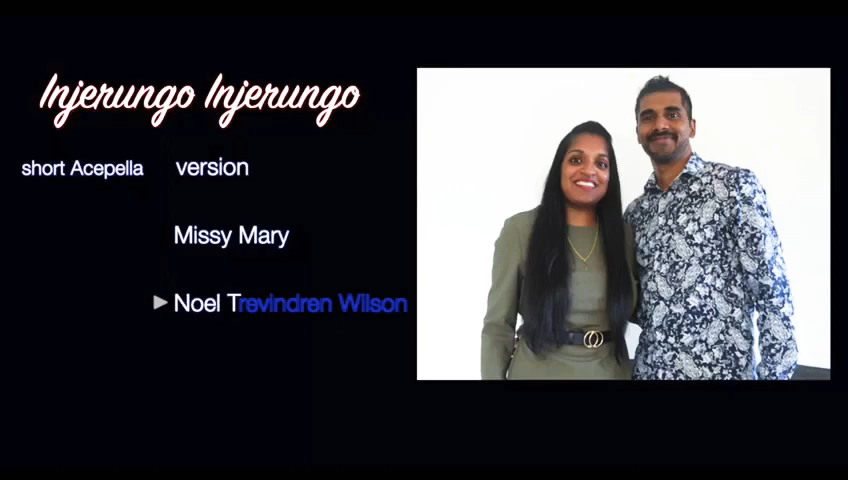 Injerungo Injerungo
short Acepella version
Missy Mary
Noel Trevindren Wilson